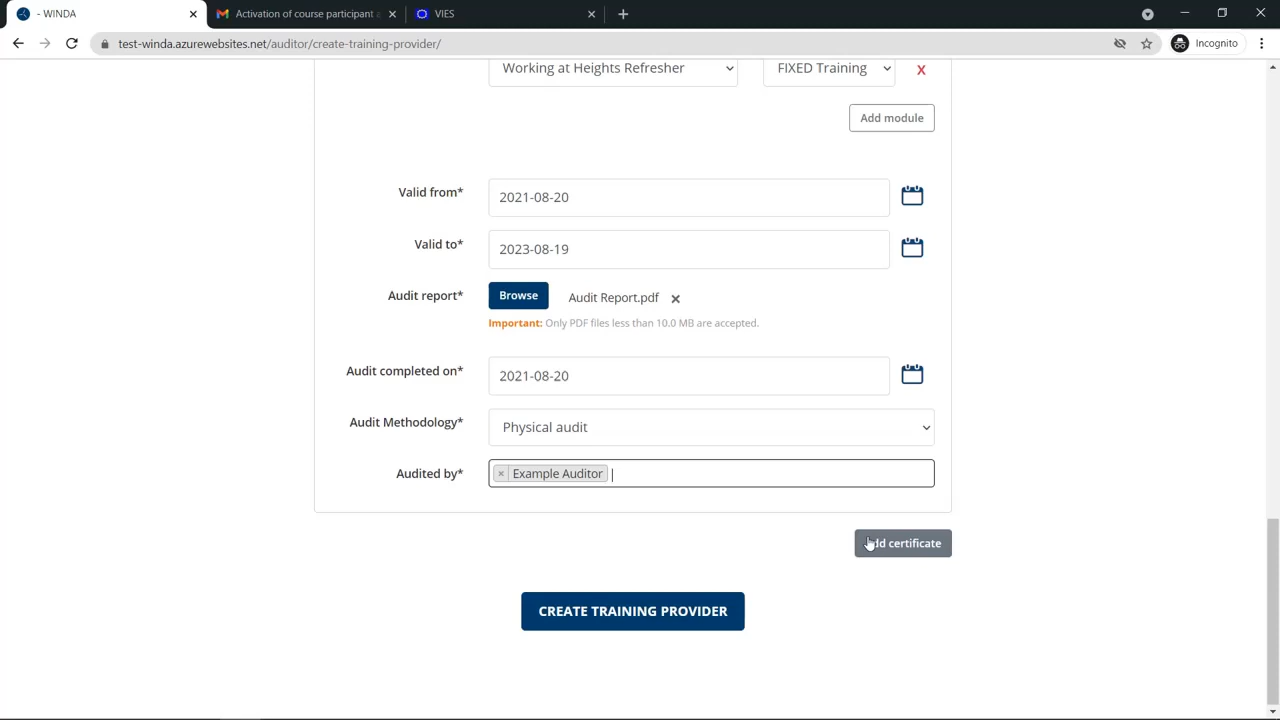 - WINDA
Activation of course participant a
VIES
test-winda.azurewebsites.net/auditor/create-training-provider/
Incognito
Working at Heights Refresher
FIXED Training
X
Add module
Valid from*
2021-08-20
Valid to*
2023-08-19
Audit report*
Browse
Audit Report.pdf
Important: Only PDF files less than 10.0 MB are accepted.
Audit completed on*
2021-08-20
Audit Methodology*
Physical audit
Audited by*
× Example Auditor
Add certificate
CREATE TRAINING PROVIDER